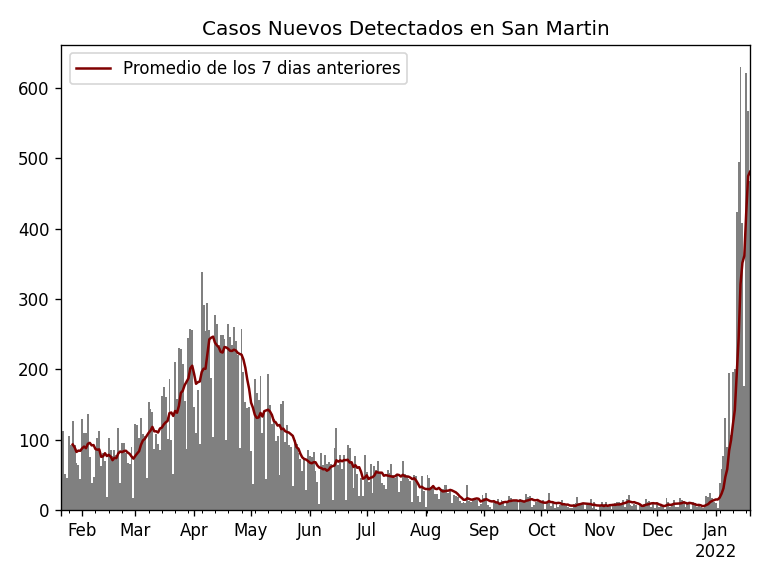 Casos Nuevos Detectados en San Martin
Promedio de los 7 dias anteriores
600
500
400
300
200
100
0
Feb Mar Apr May Jun Jul Aug Sep Oct Nov Dec Jan
2022